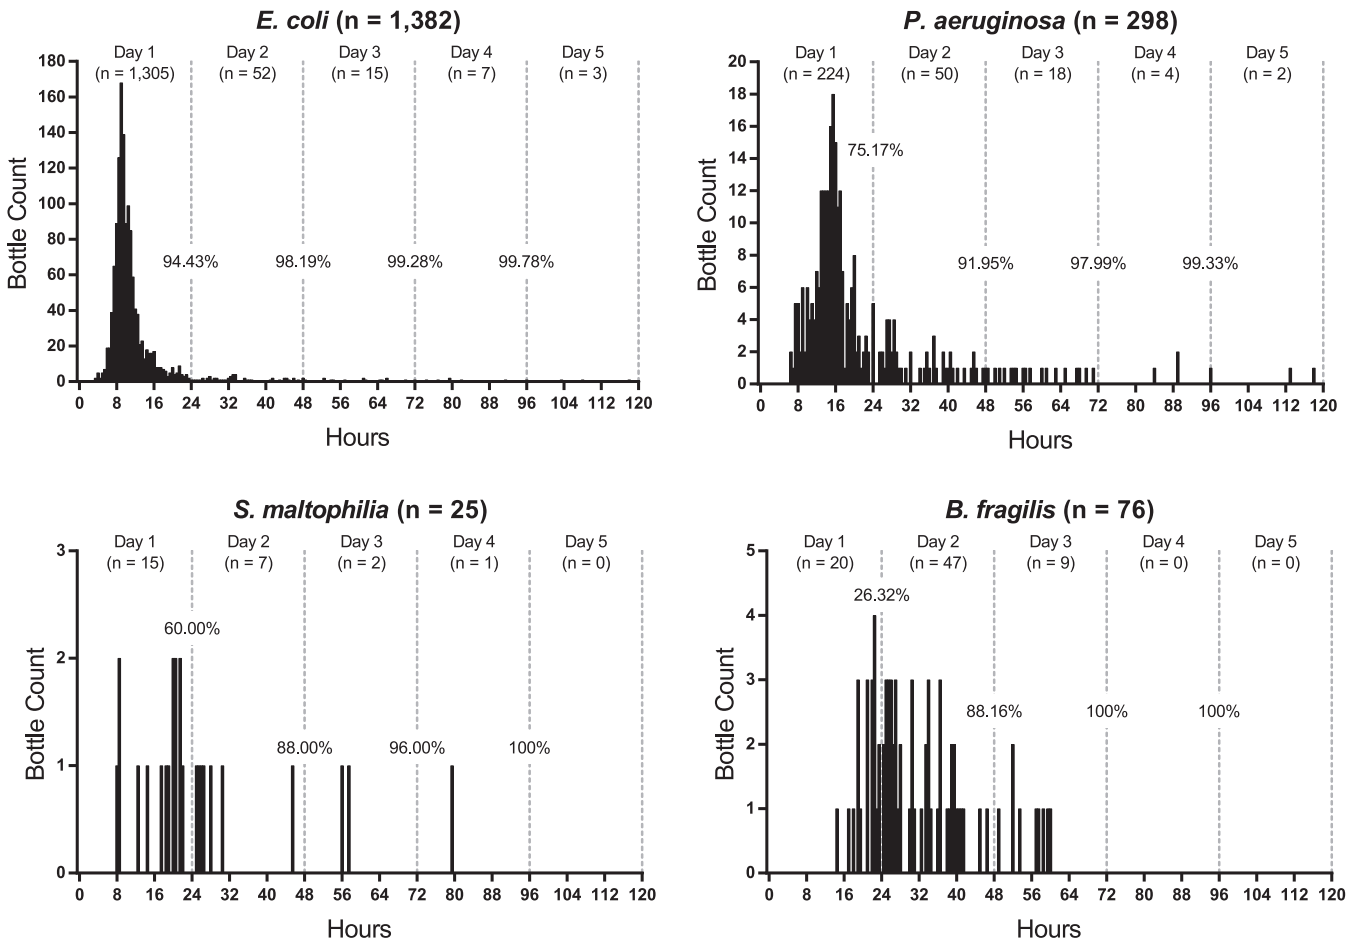 E. coli (n = 1,382)
Day 1 Day 2 Day 3 Day 4 Day 5
(n = 1,305) (n = 52) (n = 15) (n = 7) (n = 3)
180
160
140
120
100
80
60
40
20
0
Bottle Count
94.43% 98.19% 99.28% 99.78%
0 8 16 24 32 40 48 56 64 72 80 88 96 104 112 120
Hours
P. aeruginosa (n = 298)
Day 1 Day 2 Day 3 Day 4 Day 5
(n = 224) (n = 50) (n = 18) (n = 4) (n = 2)
20
18
16
14
12
10
8
6
4
2
0
Bottle Count
75.17%
91.95% 97.99% 99.33%
0 8 16 24 32 40 48 56 64 72 80 88 96 104 112 120
Hours
S. maltophilia (n = 25)
Day 1 Day 2 Day 3 Day 4 Day 5
(n = 15) (n = 7) (n = 2) (n = 1) (n = 0)
3
2
1
0
Bottle Count
60.00%
88.00% 96.00% 100%
0 8 16 24 32 40 48 56 64 72 80 88 96 104 112 120
Hours
B. fragilis (n = 76)
Day 1 Day 2 Day 3 Day 4 Day 5
(n = 20) (n = 47) (n = 9) (n = 0) (n = 0)
5
4
3
2
1
0
Bottle Count
26.32%
88.16% 100% 100%
0 8 16 24 32 40 48 56 64 72 80 88 96 104 112 120
Hours